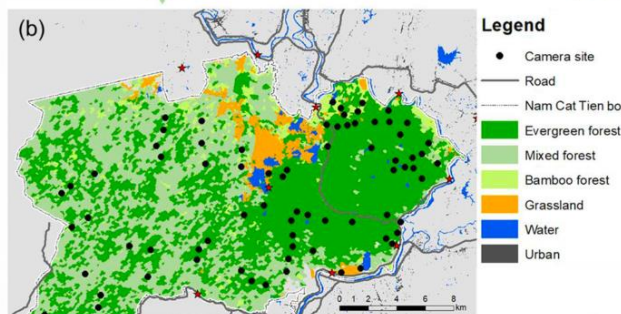 (b)
Legend
Camera site
Road
Nam Cat Tien bo
Evergreen forest
Mixed forest
Bamboo forest
Grassland
Water
Urban
0 1 2 4 6 8
km